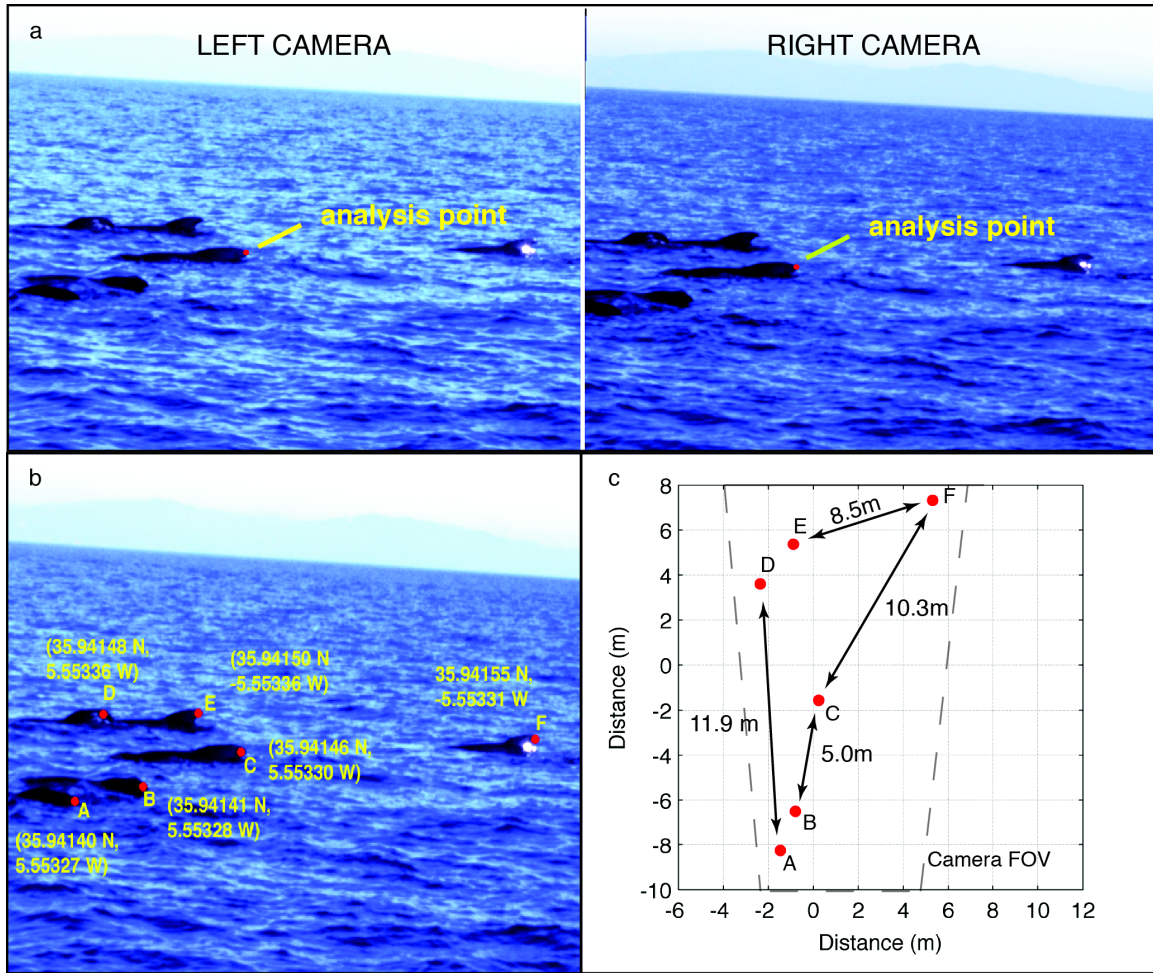 a
LEFT CAMERA
RIGHT CAMERA
analysis point
analysis point
b
(35.94148 N,
5.55336 W)
D
(35.94150 N
-5.55336 W)
E
35.94155 N,
-5.55331 W
F
C
(35.94146 N,
5.55330 W)
A
B
(35.94141 N,
5.55328 W)
(35.94140 N,
5.55327 W)
c
8
6
4
2
0
-2
-4
-6
-8
-10
Distance (m)
-6
-4
-2
0
2
4
6
8
10
12
Distance (m)
F
8.5m
E
D
10.3m
C
11.9 m
5.0m
B
A
Camera FOV